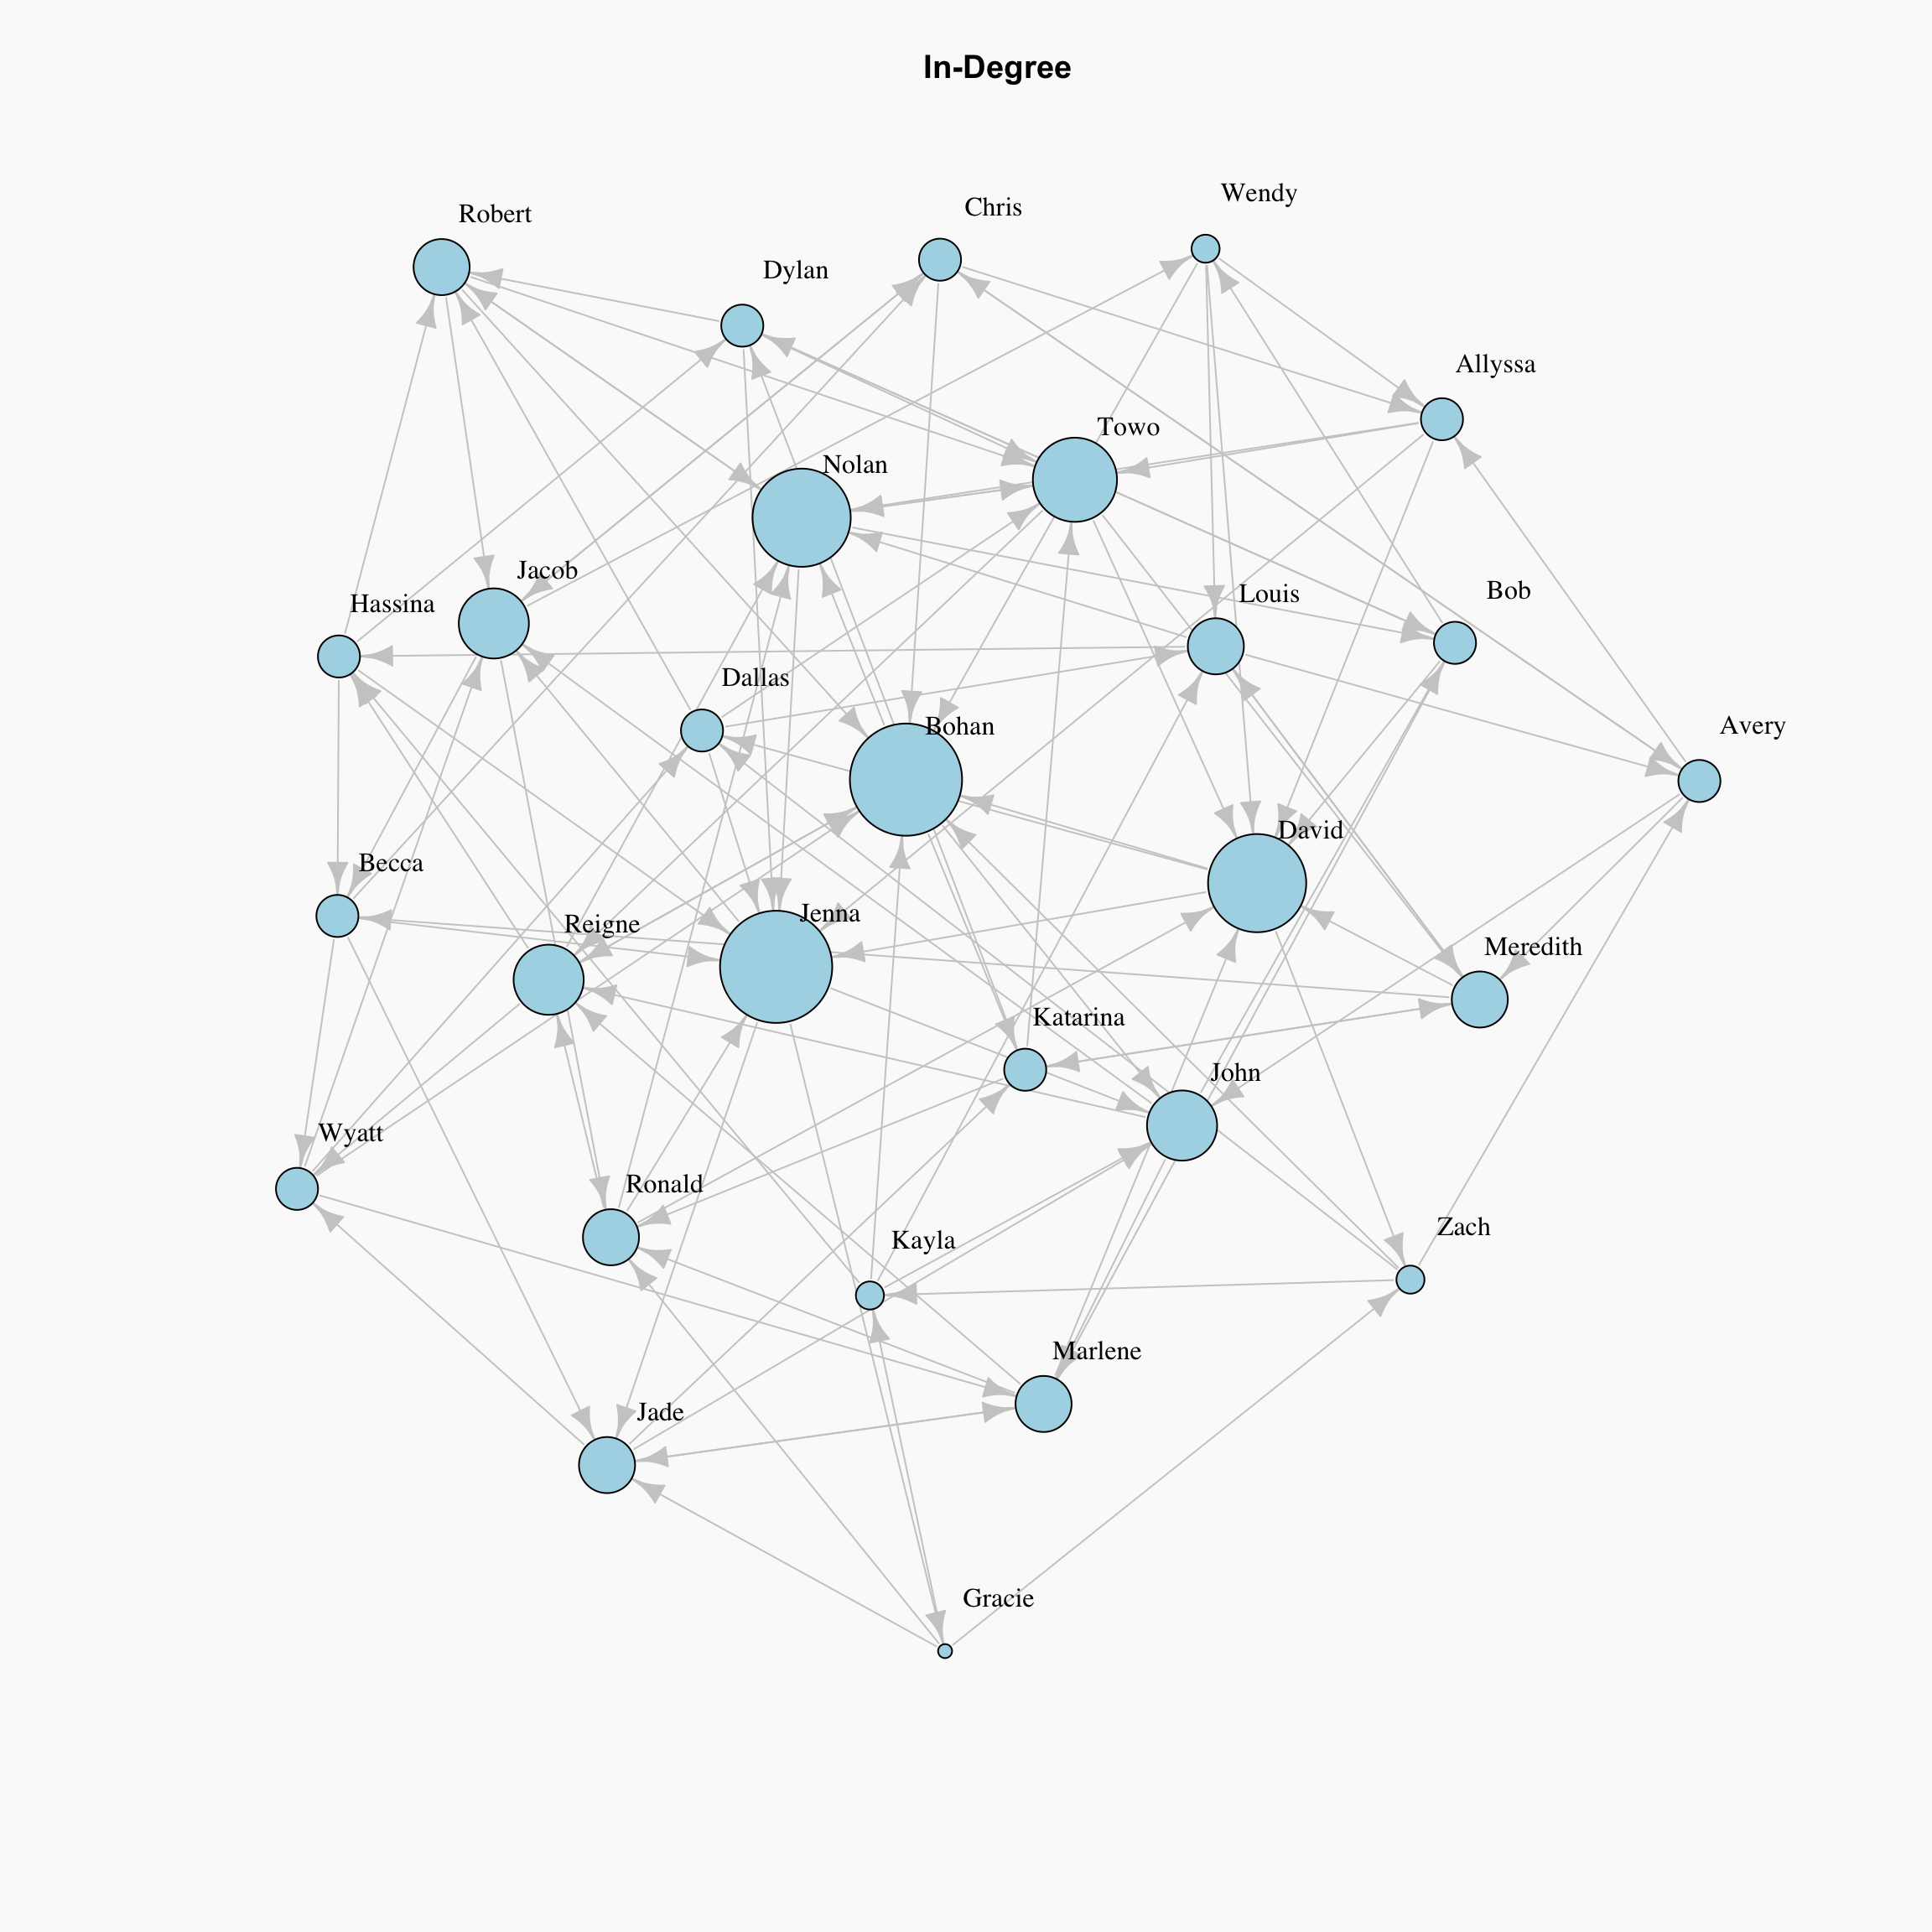 In-Degree
Wendy
Chris
Robert
Dylan
Allyssa
Towo
Nolan
Jacob
Bob
Louis
Hassina
Dallas
Avery
Bohan
David
Becca
Jenna
Reigne
Meredith
Katarina
John
Wyatt
Ronald
Zach
Kayla
Marlene
Jade
Gracie